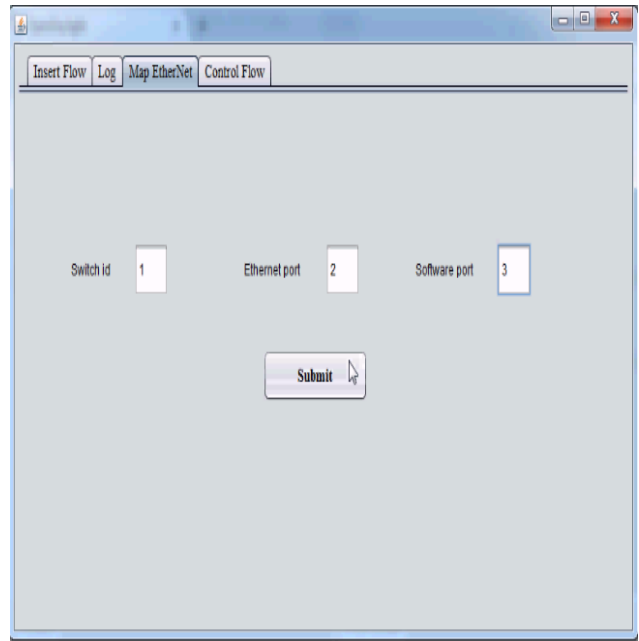 Insert Flow Log Map EtherNet Control Flow
Switch id 1 Ethernet port 2 Software port 3
Submit